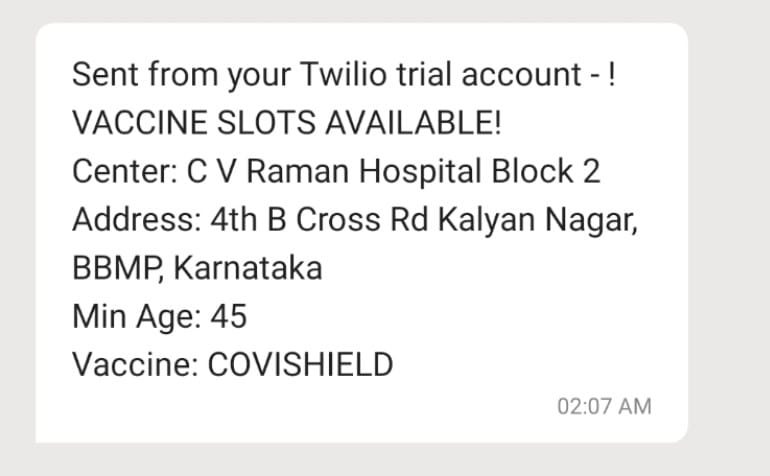 Sent from your Twilio trial account - !
VACCINE SLOTS AVAILABLE!
Center: C V Raman Hospital Block 2
Address: 4th B Cross Rd Kalyan Nagar,
BBMP, Karnataka
Min Age: 45
Vaccine: COVISHIELD
02:07 AM